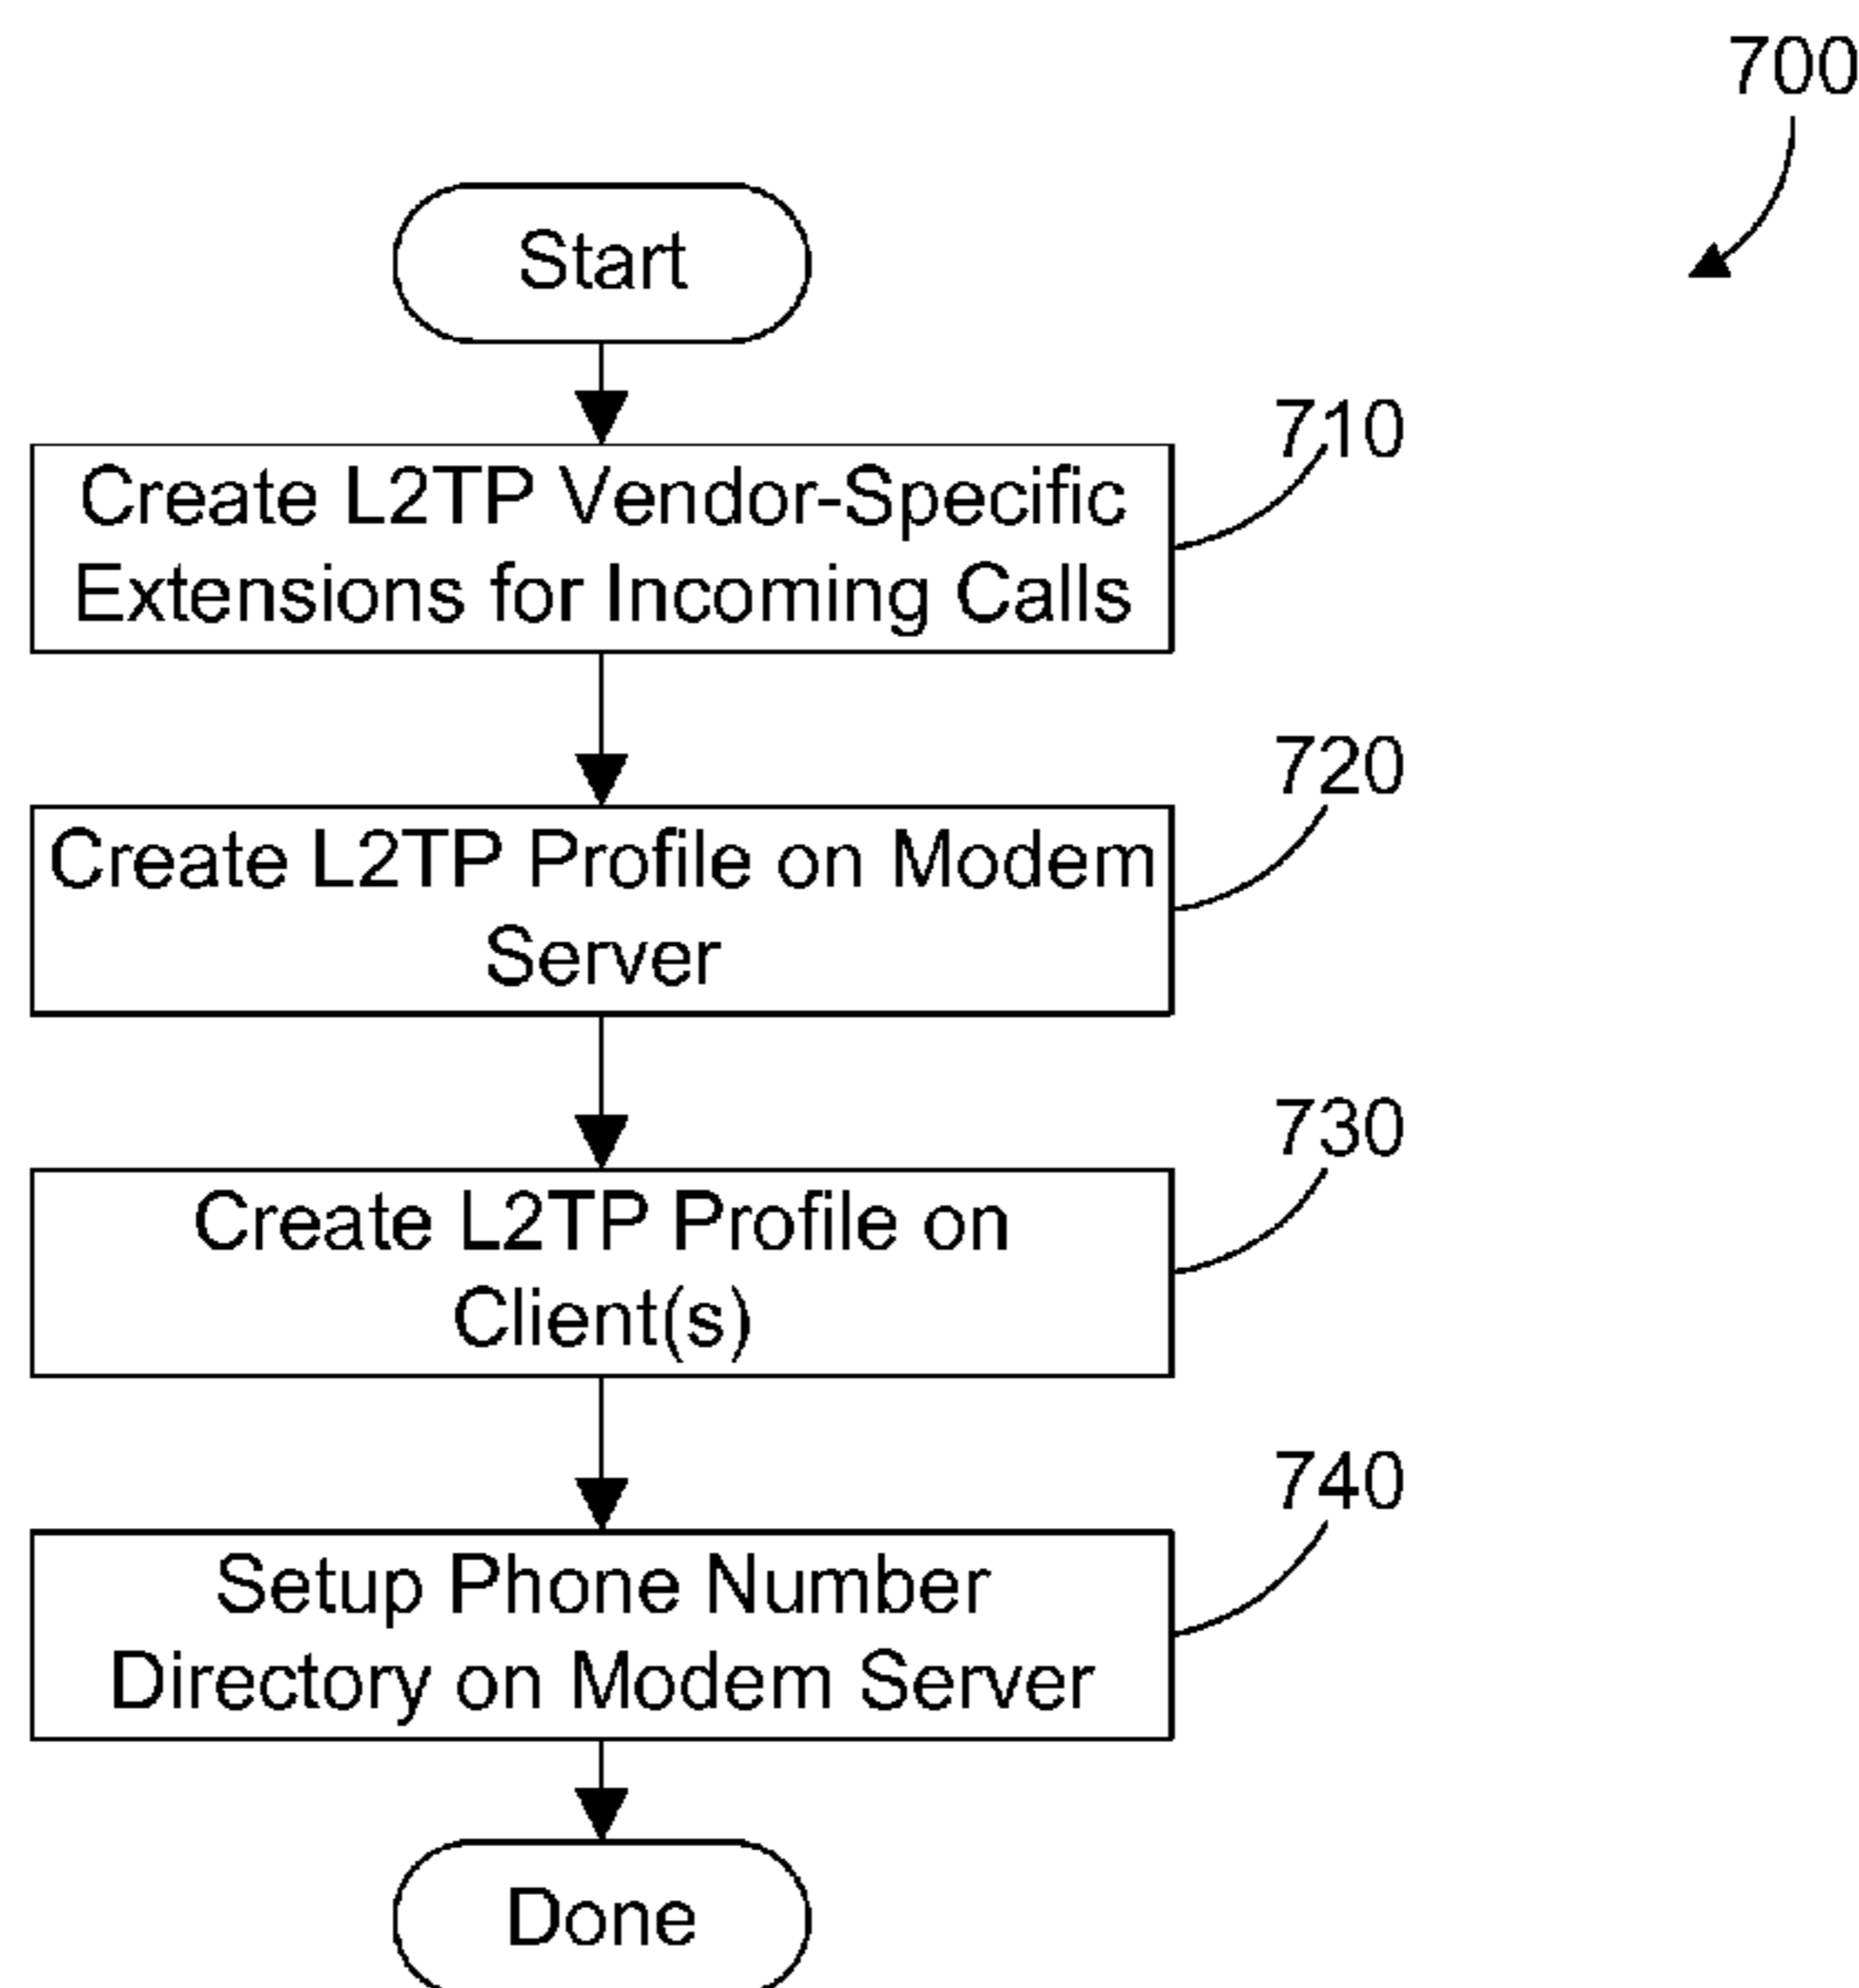 700
Start
710
Create L2TP Vendor-Specific
Extensions for Incoming Calls
720
Create L2TP Profile on Modem
Server
730
Create L2TP Profile on
Client(s)
740
Setup Phone Number
Directory on Modem Server
Done